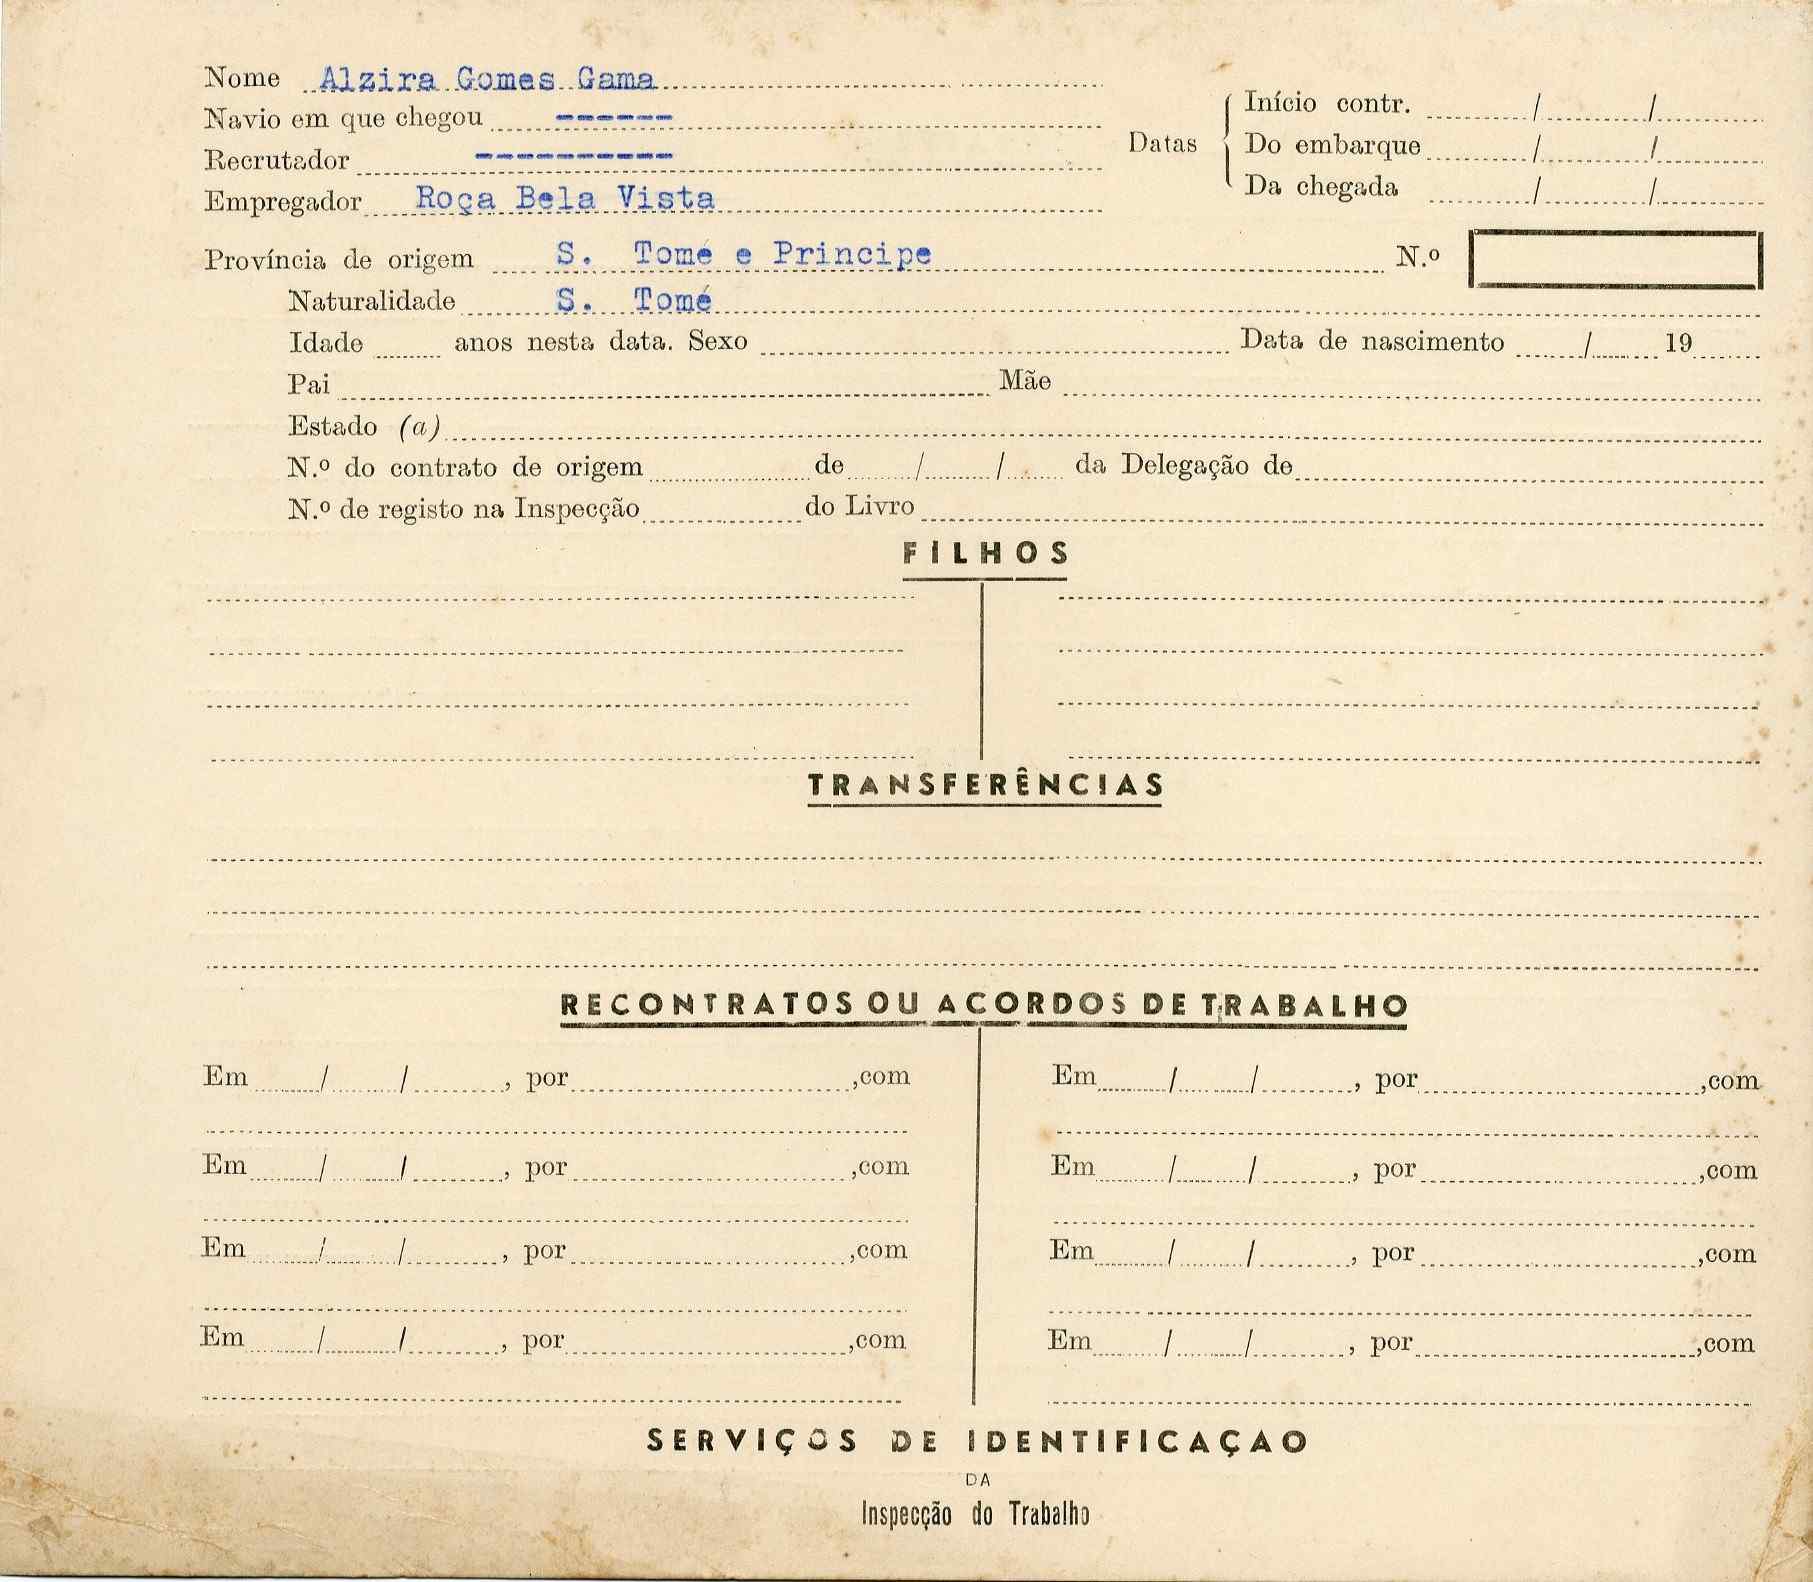 Nome Alzira Gomes Gama
Navio em que chegou ------
Recrutador ----------
Empregador Roça Bela Vista
Datas
Início contr. / /
Do embarque / /
Da chegada / /
Província de origem S. Tomé e Principe N.º
Naturalidade S. Tomé
Idade anos nesta data. Sexo Data de nascimento / 19
Pai Mãe
Estado (a)
N.º do contrato de origem de / / da Delegação de
N.º de registo na Inspecção do Livro
FILHOS
TRANSFERÊNCIAS
RECONTRATOS OU ACORDOS DE TRABALHO
Em / / , por ,com Em / / , por ,com
Em / / , por ,com Em / / , por ,com
Em / / , por ,com Em / / , por ,com
Em / / , por ,com Em / / , por ,com
SERVIÇOS DE IDENTIFICAÇAO
DA
Inspecção do Trabalho